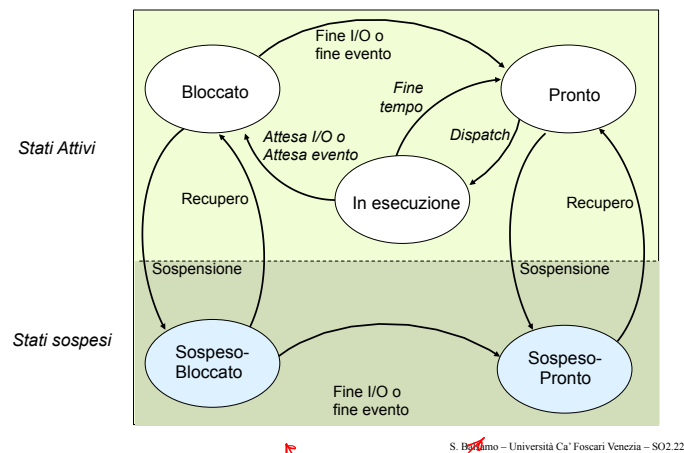 Fine I/O o
fine evento
Bloccato
Fine
tempo
Pronto
Stati Attivi
Attesa I/O o
Attesa evento
Dispatch
Recupero
In esecuzione
Recupero
Sospensione
Sospensione
Stati sospesi
Sospeso-
Bloccato
Sospeso-
Pronto
Fine I/O o
fine evento
S. Balsamo – Università Ca' Foscari Venezia – SO2.22